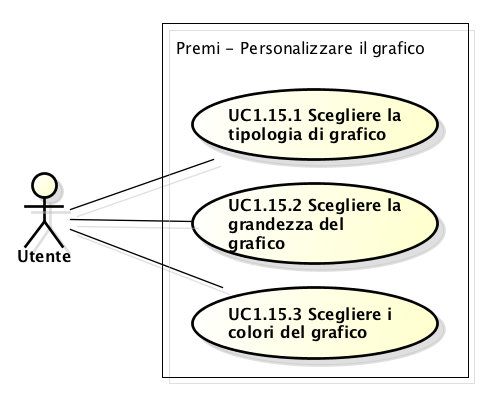 Premi - Personalizzare il grafico
UC1.15.1 Scegliere la
tipologia di grafico
UC1.15.2 Scegliere la
grandezza del
grafico
Utente
UC1.15.3 Scegliere i
colori del grafico